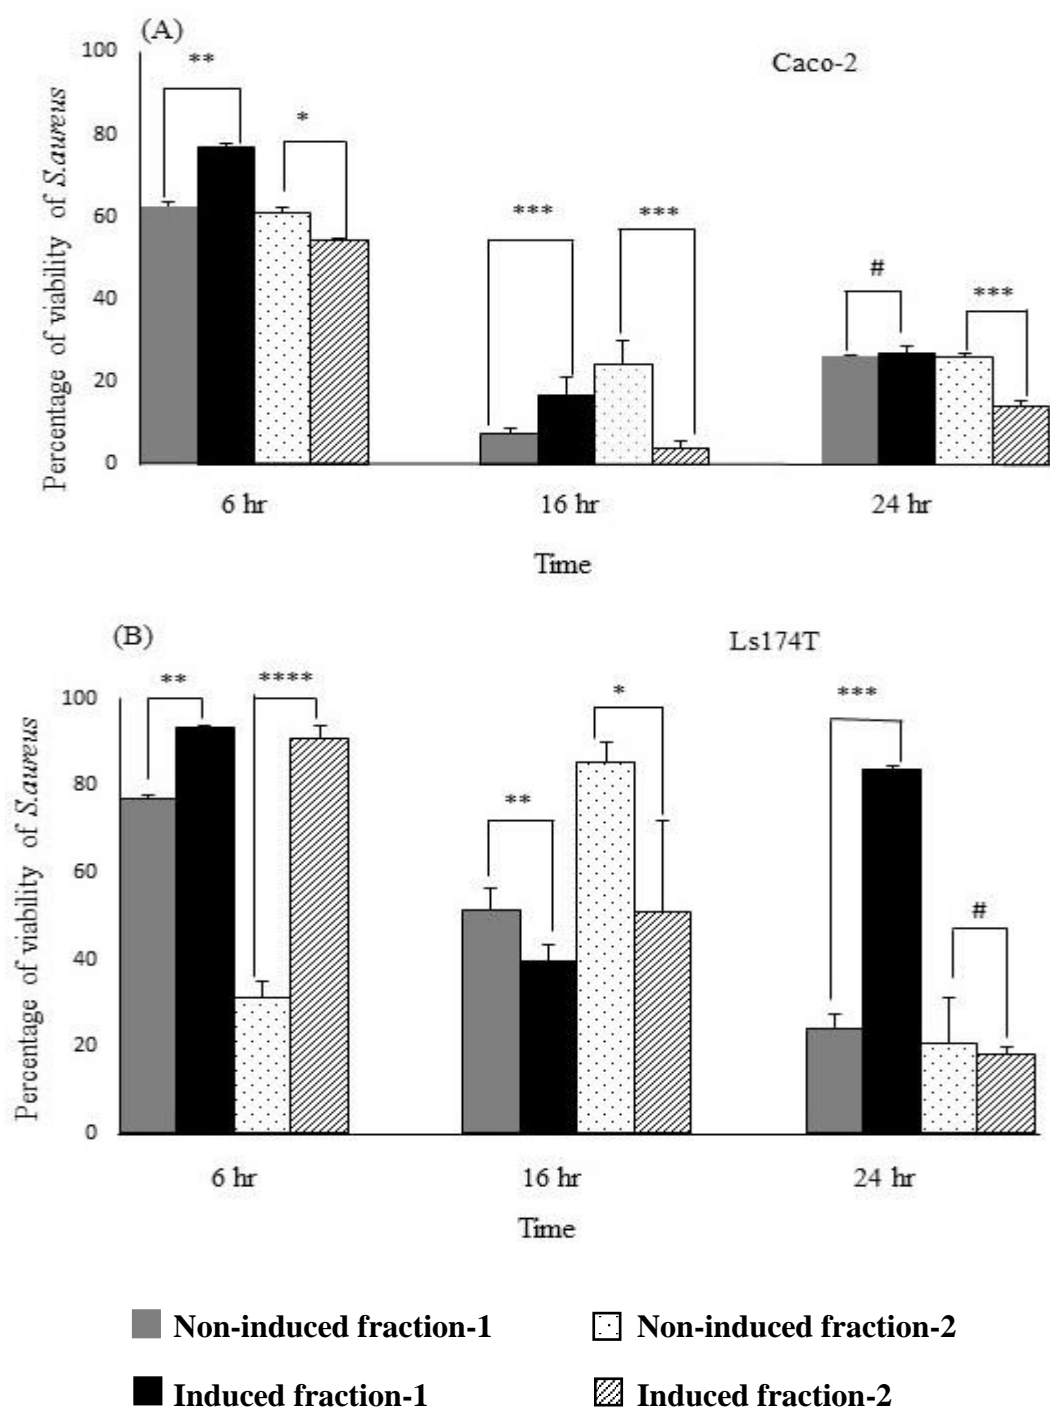 (A)
Caco-2
Percentage of viability of S.aureus
100
80
60
40
20
0
**
*
***
***
#
***
6 hr
16 hr
24 hr
Time
(B)
Ls174T
Percentage of viability of S.aureus
100
80
60
40
20
0
**
****
**
*
***
#
6 hr
16 hr
24 hr
Time
Non-induced fraction-1
Non-induced fraction-2
Induced fraction-1
Induced fraction-2